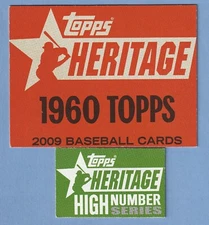 Topps
HERITAGE
1960 TOPPS
2009 BASEBALL CARDS
Topps
HERITAGE
HIGH NUMBER
SERIES